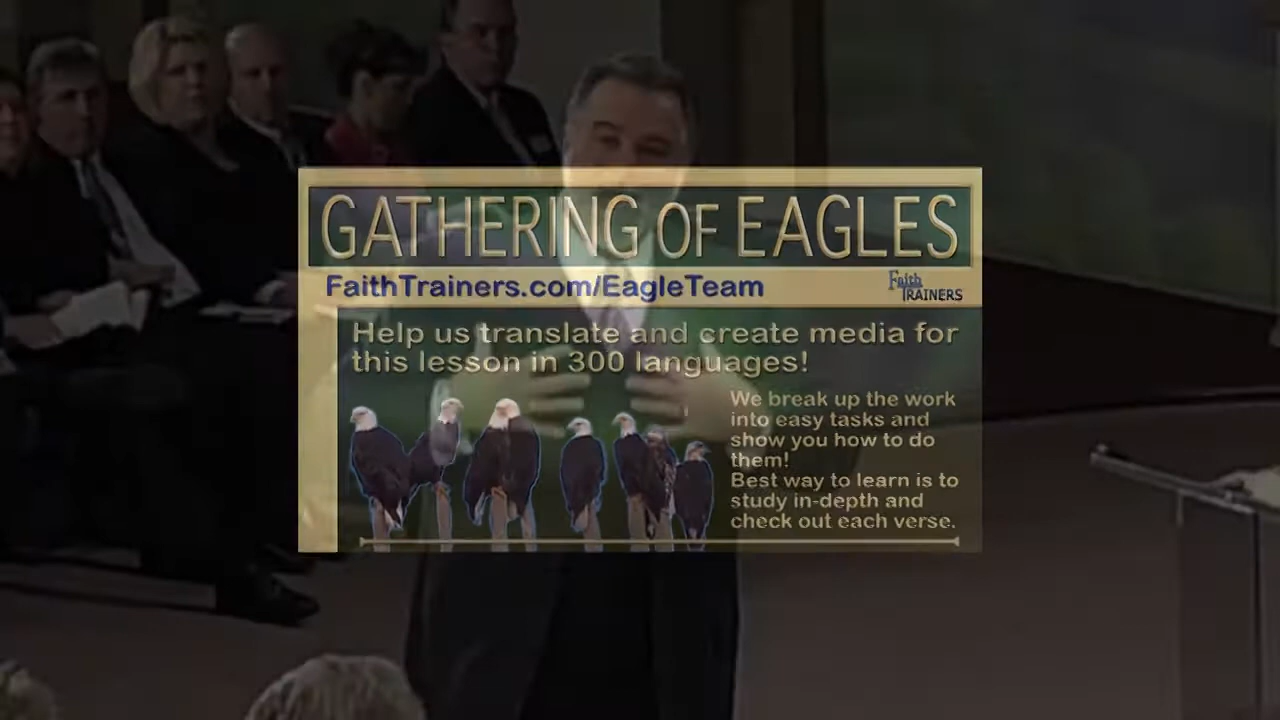 GATHERING OF EAGLES
FaithTrainers.com/EagleTeam
Faith
TRAINERS
Help us translate and create media for
this lesson in 300 languages!
We break up the work
into easy tasks and
show you how to do
them!
Best way to learn is to
study in-depth and
check out each verse.